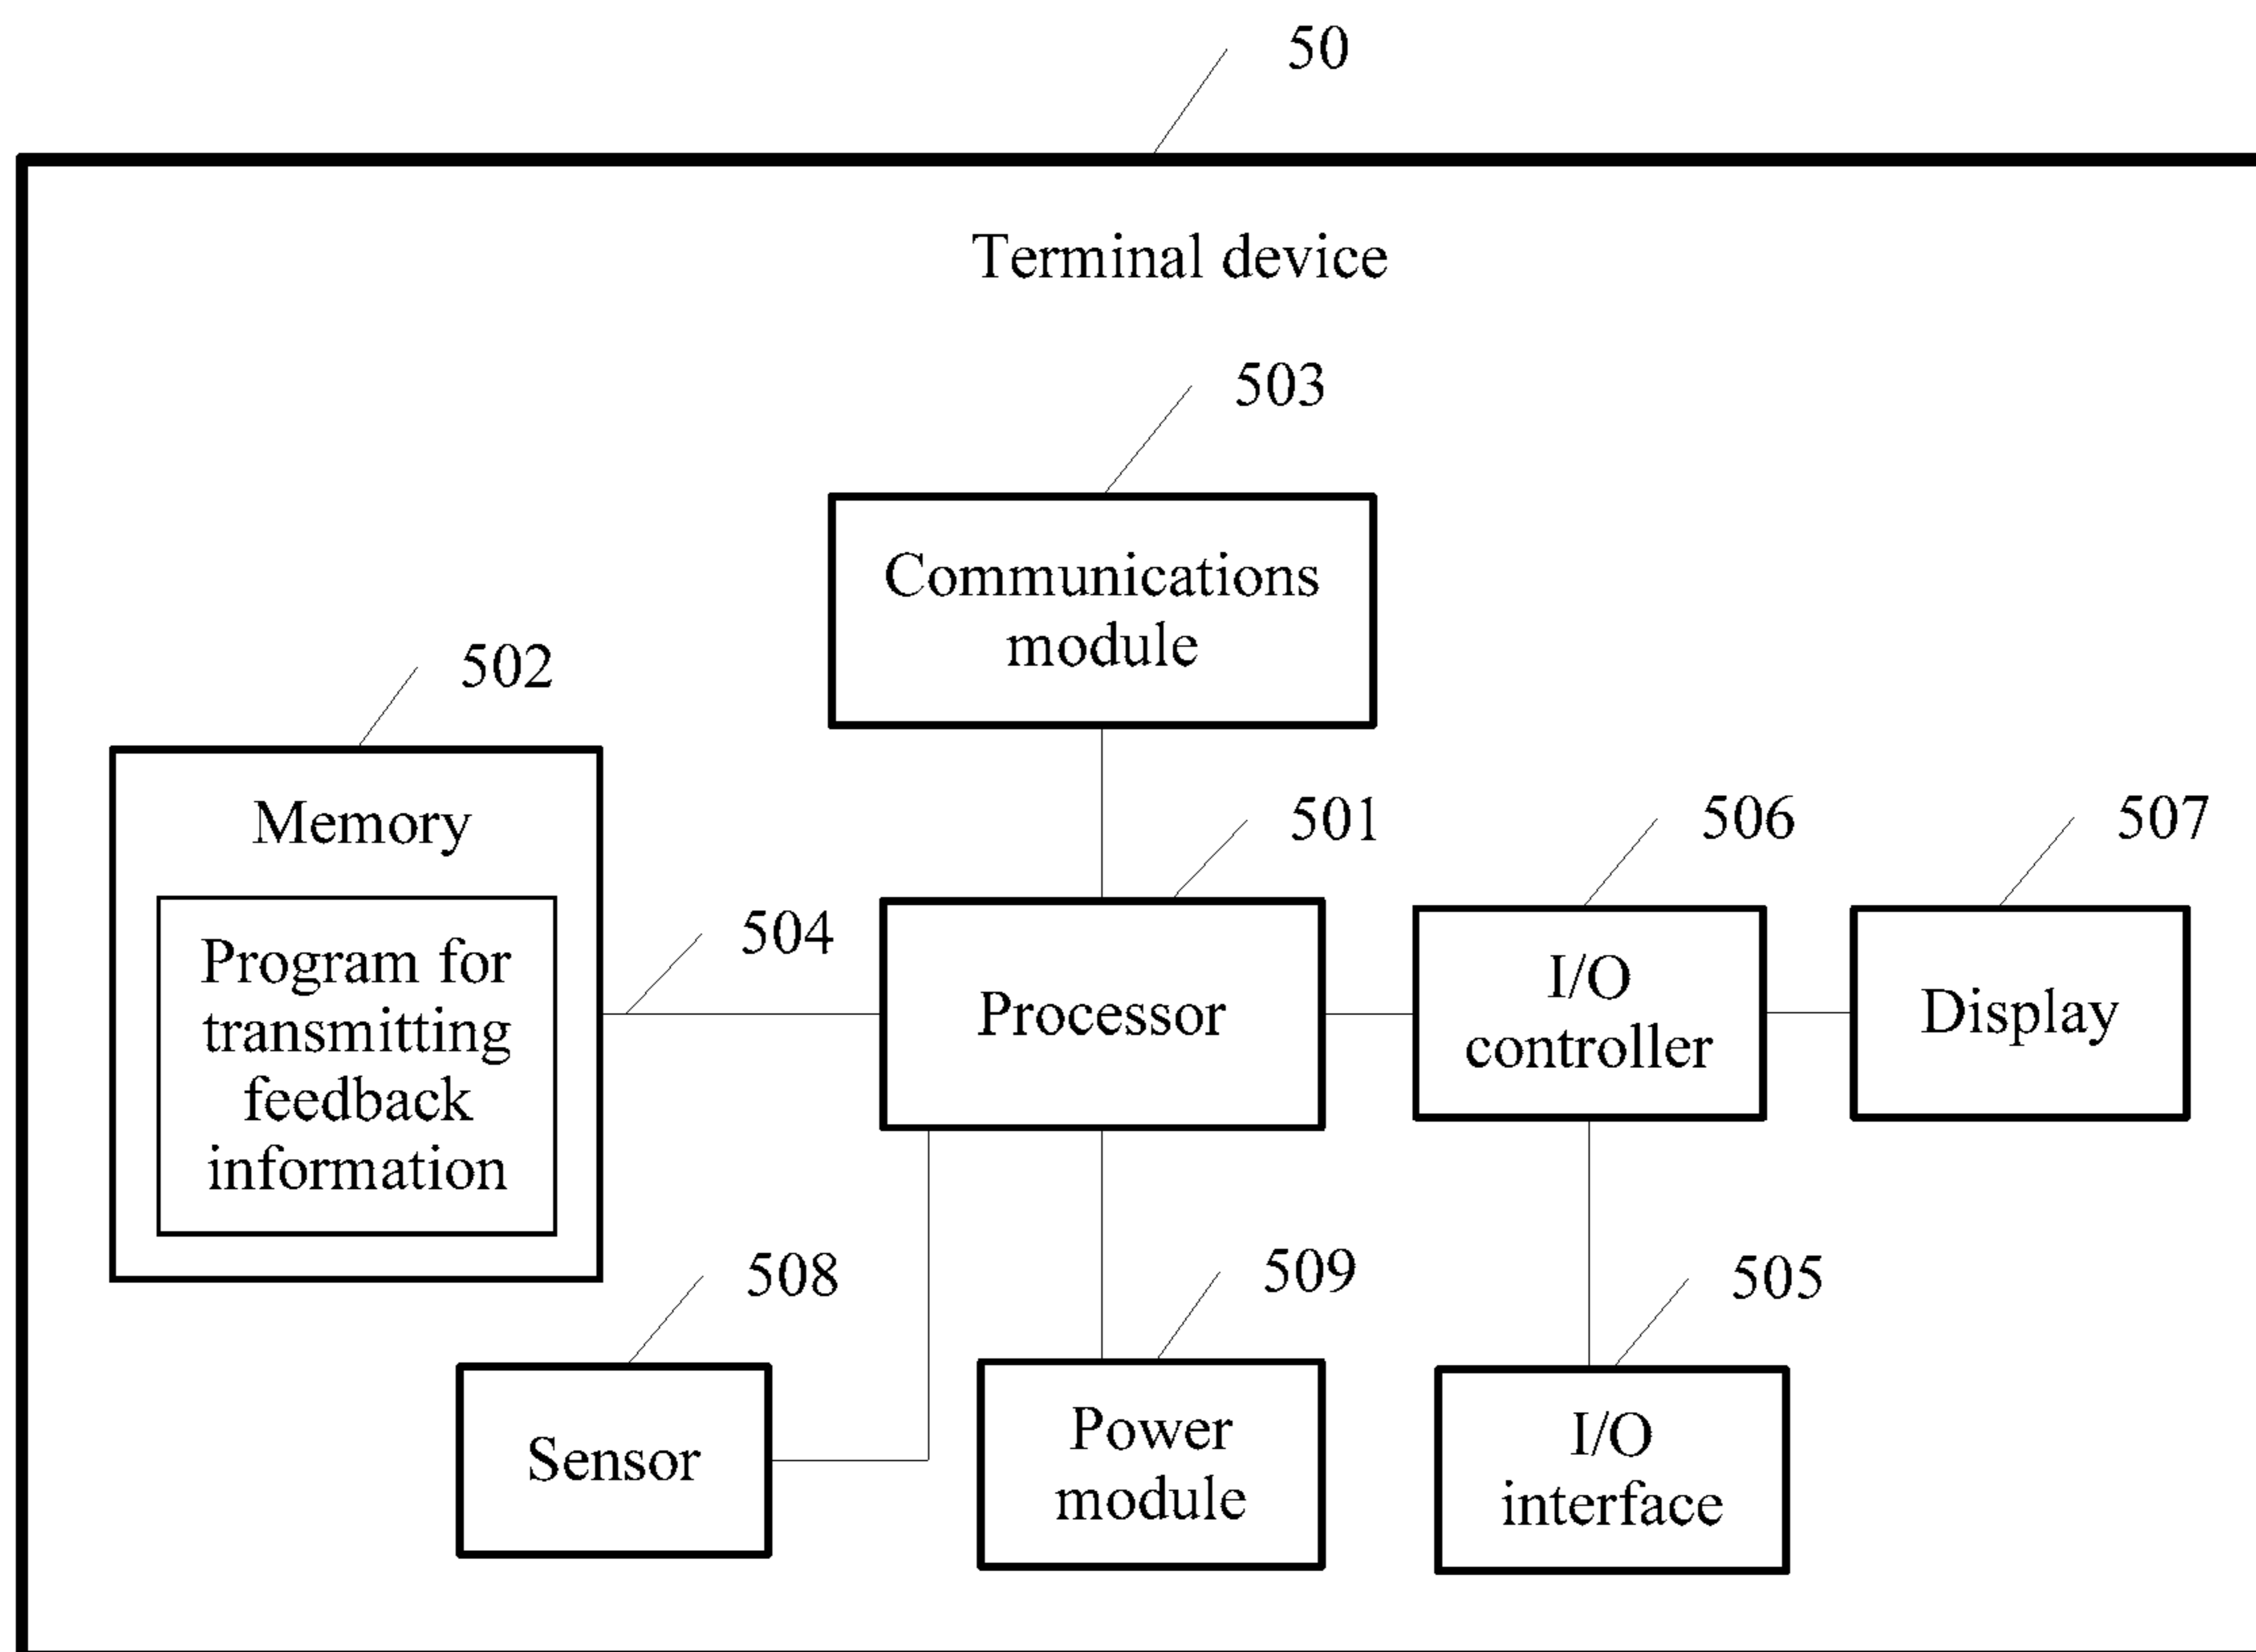 50
Terminal device
503
Communications
module
502
Memory
Program for
transmitting
feedback
information
504
501
Processor
506
I/O
controller
507
Display
508
Sensor
509
Power
module
505
I/O
interface